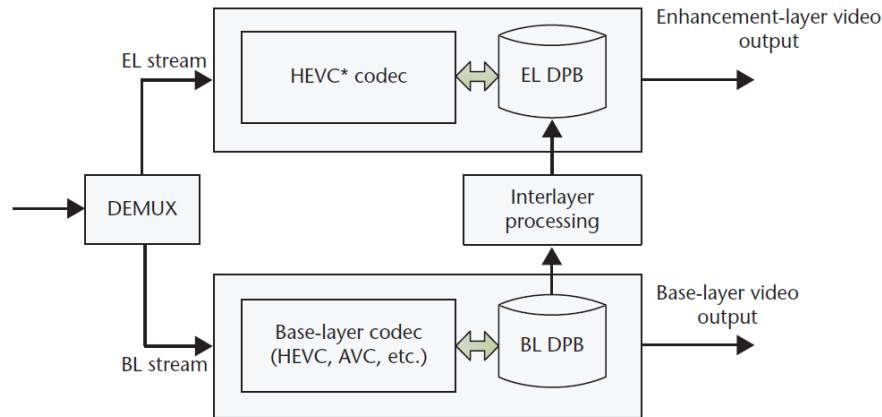 Enhancement-layer video
output
EL stream
HEVC* codec
EL DPB
DEMUX
Interlayer
processing
Base-layer video
output
Base-layer codec
(HEVC, AVC, etc.)
BL DPB
BL stream